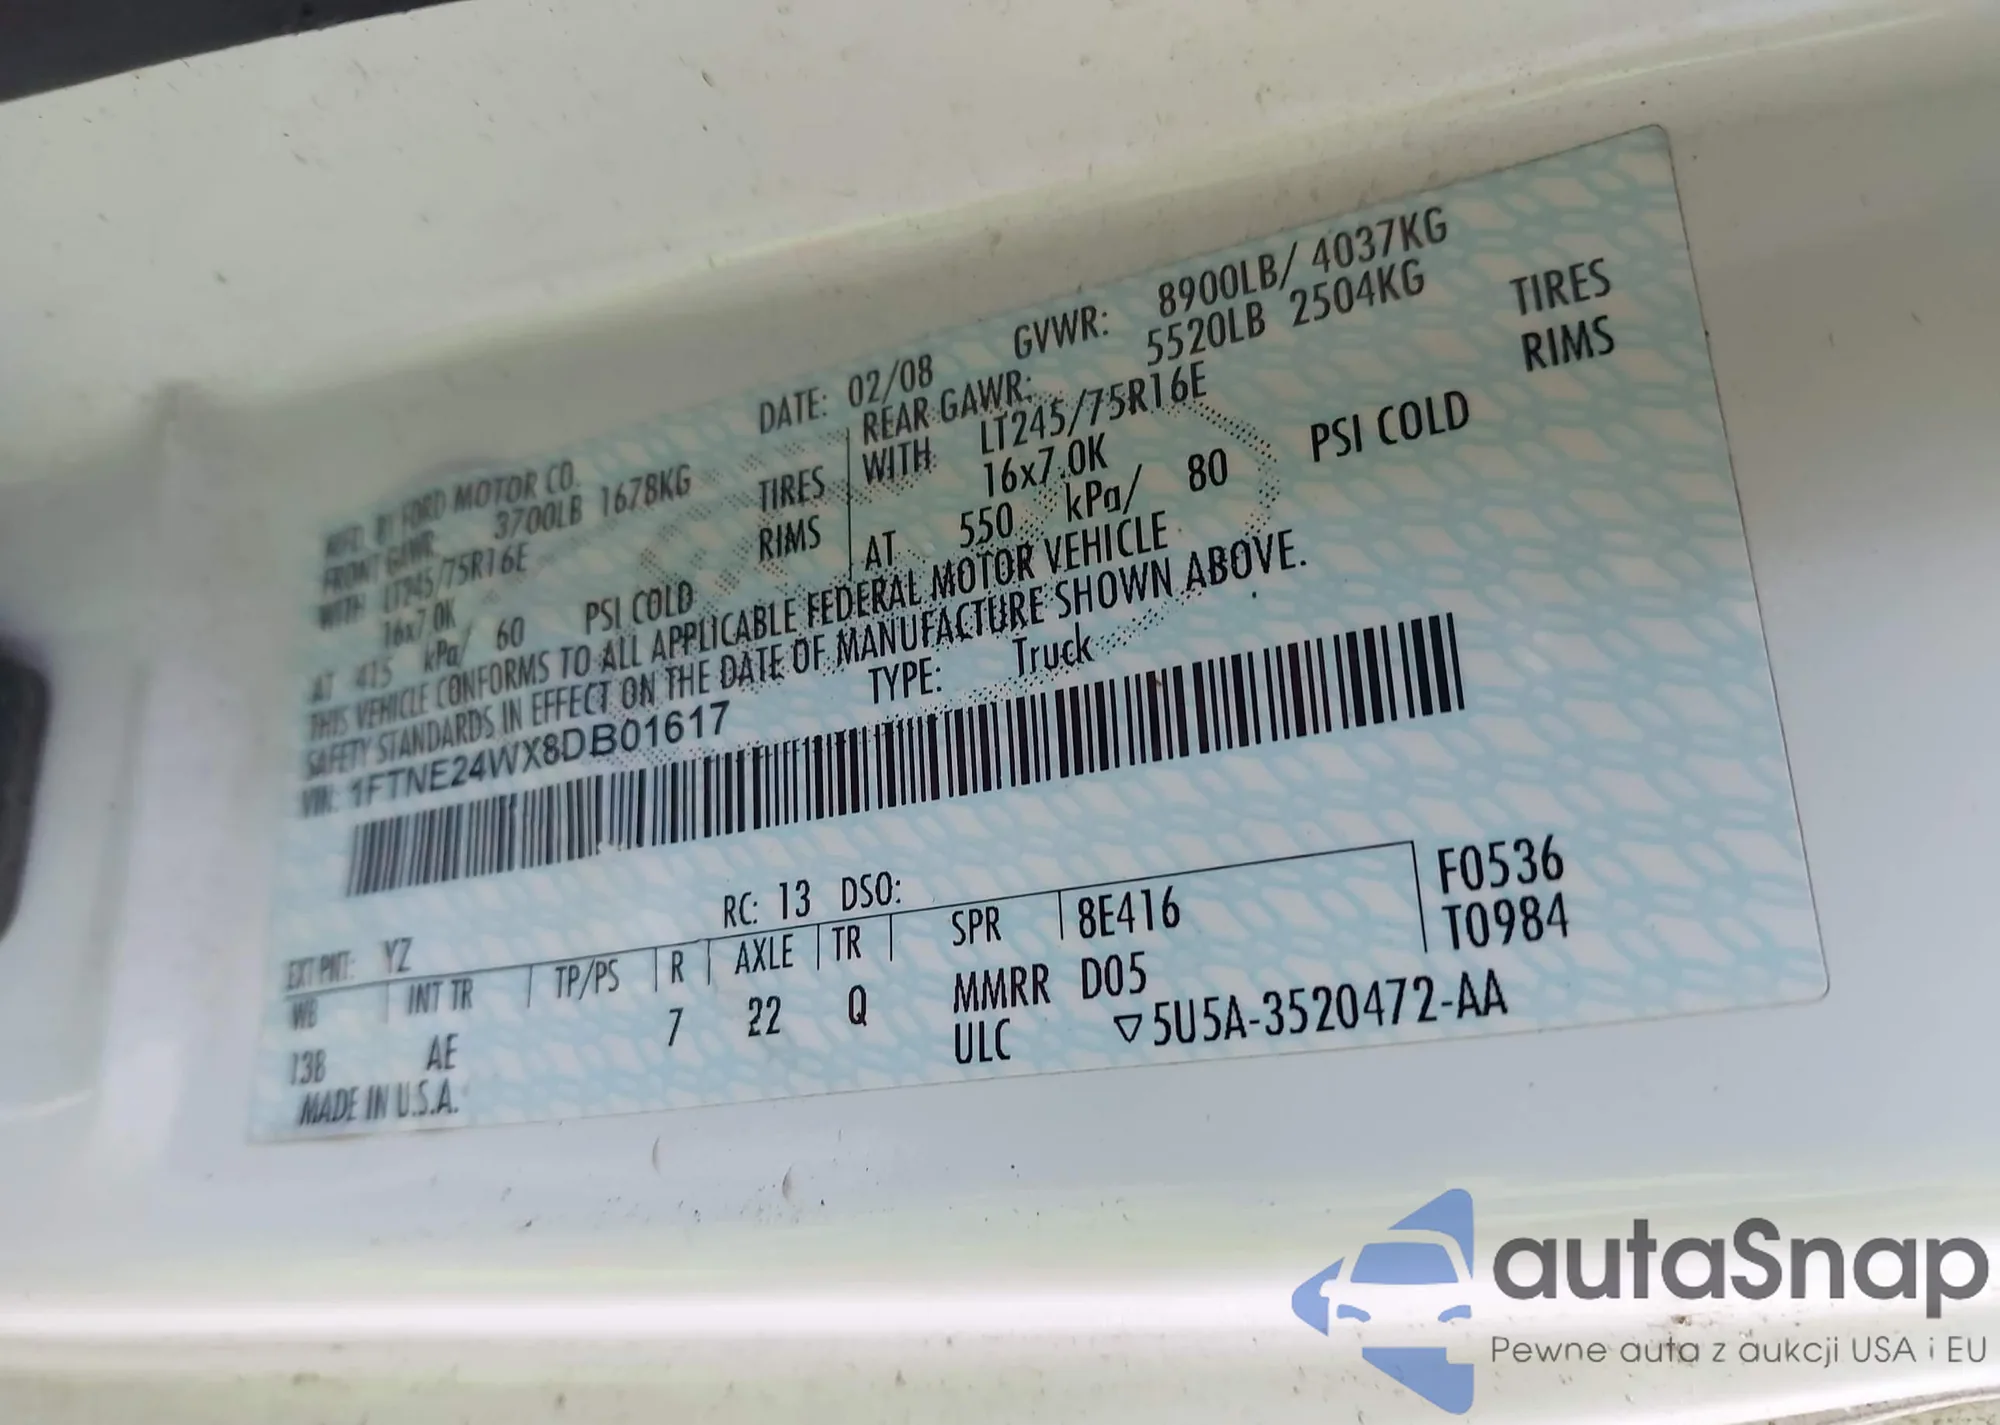 MFD. BY FORD MOTOR CO.
DATE: 02/08 GVWR: 8900LB/ 4037KG
FRONT GAWR: 3700LB 1678KG
REAR GAWR: 5520LB 2504KG
WITH LT245/75R16E TIRES
WITH LT245/75R16E TIRES
16x7.0K RIMS
16x7.0K RIMS
AT 415 kPa/ 60 PSI COLD
AT 550 kPa/ 80 PSI COLD
THIS VEHICLE CONFORMS TO ALL APPLICABLE FEDERAL MOTOR VEHICLE
SAFETY STANDARDS IN EFFECT ON THE DATE OF MANUFACTURE SHOWN ABOVE.
VIN: 1FTNE24WX8DB01617
TYPE: Truck
F0536
T0984
EXT PNT: YZ RC: 13 DSO:
WB INT TR TP/PS R AXLE TR SPR 8E416
138 AE 7 22 Q MMRR D05
ULC ▽5U5A-3520472-AA
MADE IN U.S.A.
autaSnap
Pewne auta z aukcji USA i EU